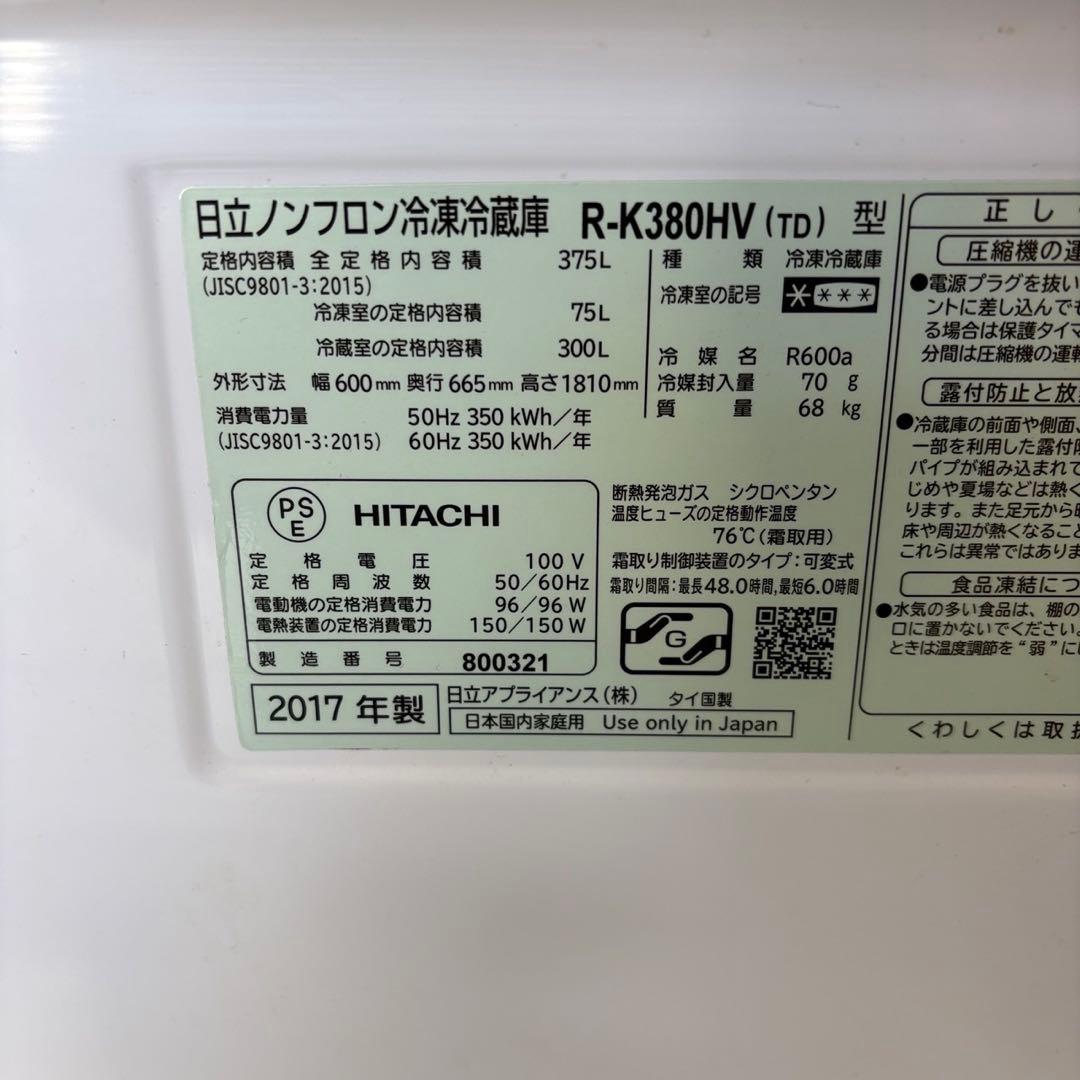 日立ノンフロン冷凍冷蔵庫 R-K380HV(TD) 型
定格内容積 全定格内容積 375L
(JISC9801-3:2015)
冷凍室の定格内容積 75L
冷蔵室の定格内容積 300L
外形寸法 幅600mm 奥行665mm 高さ1810mm
消費電力量 50Hz 350 kWh/年
(JISC9801-3:2015) 60Hz 350 kWh/年
種類 冷凍冷蔵庫
冷凍室の記号 ****
冷媒名 R600a
冷媒封入量 70 g
質量 68 kg
PSE HITACHI
定格電圧 100 V
定格周波数 50/60Hz
電動機の定格消費電力 96/96 W
電熱装置の定格消費電力 150/150 W
製造番号 800321
断熱発泡ガス シクロペンタン
温度ヒューズの定格動作温度
76℃(霜取用)
霜取り制御装置のタイプ:可変式
霜取り間隔:最長48.0時間,最短6.0時間
G
2017 年製
日立アプライアンス(株) タイ国製
日本国内家庭用 Use only in Japan
正し
圧縮機の運
●電源プラグを抜い
ントに差し込んでも
る場合は保護タイマ
分間は圧縮機の運転
露付防止と放
●冷蔵庫の前面や側面、
一部を利用した露付防
パイプが組み込まれて
じめや夏場などは熱く
ります。また足元から
床や周辺が熱くなること
これらは異常ではありま
食品凍結につ
●水気の多い食品は、棚の
口に置かないでください。
ときは温度調節を“弱”に
くわしくは取扱